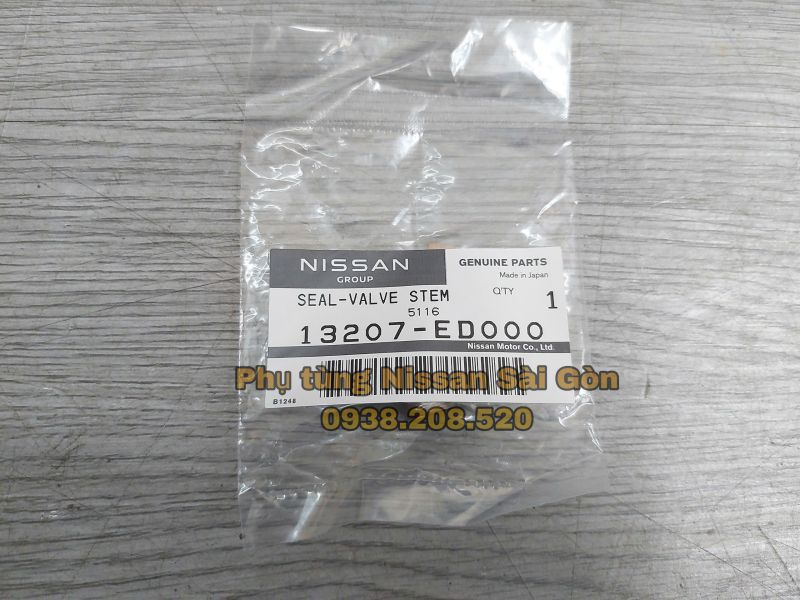 NISSAN
GROUP
GENUINE PARTS
Made in Japan
SEAL-VALVE STEM
Q'TY 1
5116
13207-ED000
Nissan Motor Co., Ltd.
Phụ tùng Nissan Sài Gòn
B1248
0938.208.520